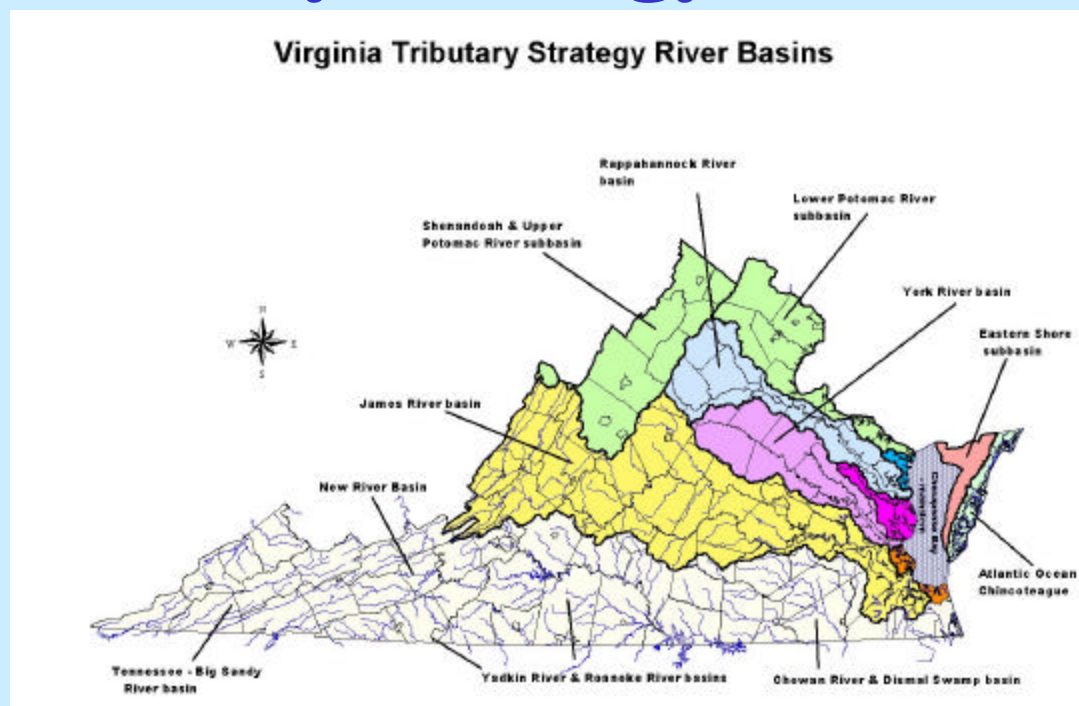 Virginia Tributary Strategy River Basins
Rappahannock River
basin
Lower Potomac River
subbasin
Shenandoah & Upper
Potomac River subbasin
York River basin
Eastern Shore
subbasin
N
W
E
S
James River basin
New River Basin
Chesapeake Bay
Atlantic Ocean
Chincoteague
Tennessee - Big Sandy
River basin
Yadkin River & Roanoke River basins
Chowan River & Dismal Swamp basin